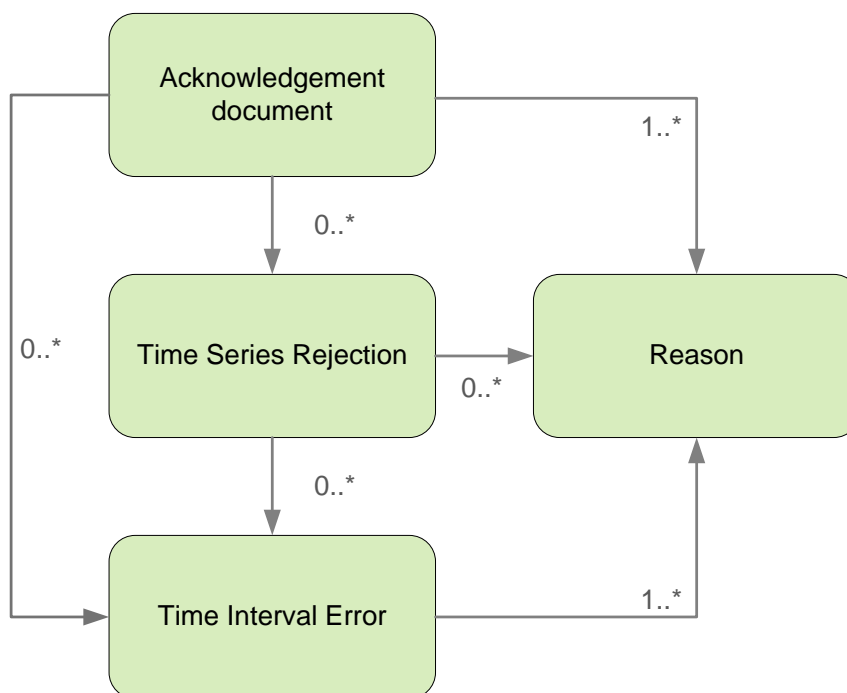 Acknowledgement
document
1..*
0..*
0..*
Time Series Rejection
0..*
Reason
0..*
Time Interval Error
1..*